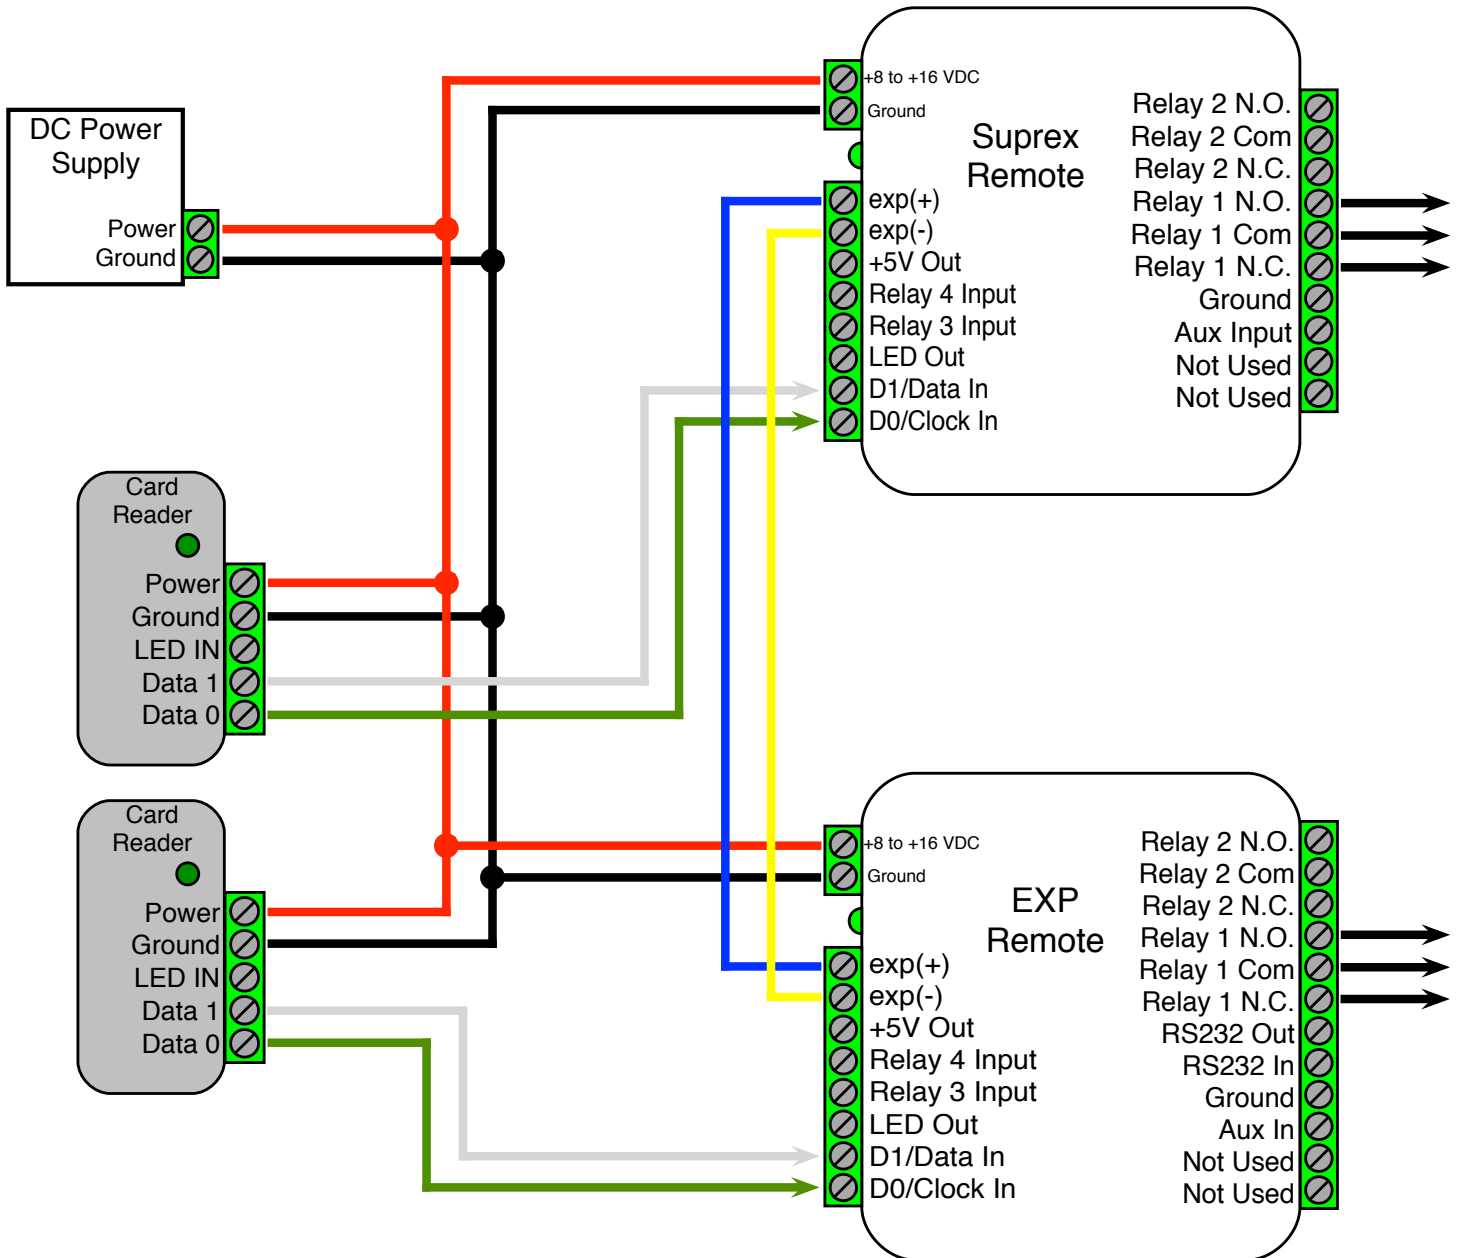 DC Power
Supply
Power
Ground
Card
Reader
Power
Ground
LED IN
Data 1
Data 0
Card
Reader
Power
Ground
LED IN
Data 1
Data 0
Suprex
Remote
+8 to +16 VDC
Ground
exp(+)
exp(-)
+5V Out
Relay 4 Input
Relay 3 Input
LED Out
D1/Data In
D0/Clock In
Relay 2 N.O.
Relay 2 Com
Relay 2 N.C.
Relay 1 N.O.
Relay 1 Com
Relay 1 N.C.
Ground
Aux Input
Not Used
Not Used
EXP
Remote
+8 to +16 VDC
Ground
exp(+)
exp(-)
+5V Out
Relay 4 Input
Relay 3 Input
LED Out
D1/Data In
D0/Clock In
Relay 2 N.O.
Relay 2 Com
Relay 2 N.C.
Relay 1 N.O.
Relay 1 Com
Relay 1 N.C.
RS232 Out
RS232 In
Ground
Aux In
Not Used
Not Used